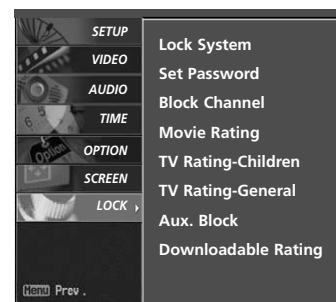 SETUP
VIDEO
AUDIO
TIME
OPTION
SCREEN
LOCK
Menu Prev .
Lock System
Set Password
Block Channel
Movie Rating
TV Rating-Children
TV Rating-General
Aux. Block
Downloadable Rating
Option